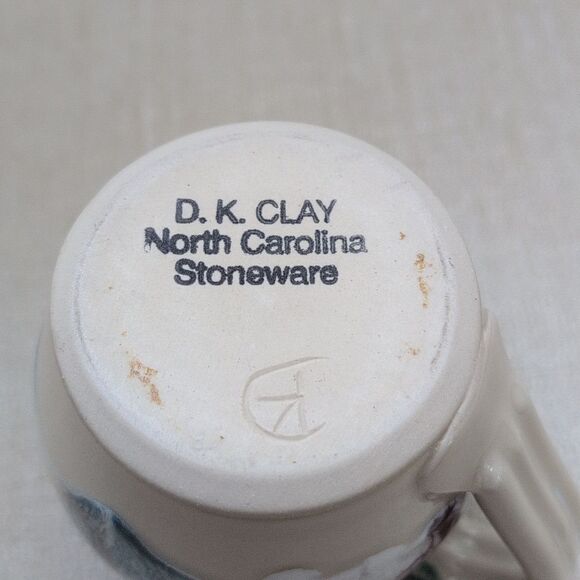 D. K. CLAY
North Carolina
Stoneware